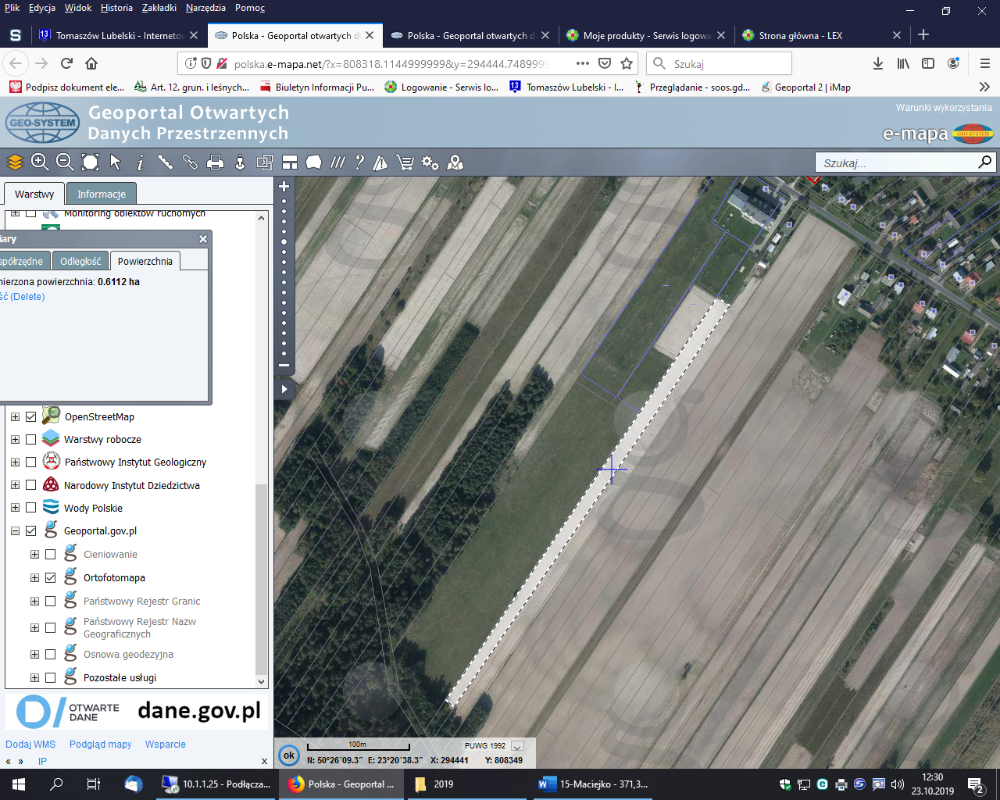 Plik Edycja Widok Historia Zakładki Narzędzia Pomoc
S 13 Tomaszów Lubelski - Internetow Polska - Geoportal otwartych d Polska - Geoportal otwartych d Moje produkty - Serwis logowa Strona główna - LEX
polska.e-mapa.net/?x=808318.1144999999&y=294444.748999 Szukaj
Podpisz dokument ele... Art. 12. grun. i leśnych... Biuletyn Informacji Pu... Logowanie - Serwis lo... 13 Tomaszów Lubelski - I... Przeglądanie - soos.gd... Geoportal 2 | iMap
GEO-SYSTEM Geoportal Otwartych
Danych Przestrzennych
Warunki wykorzystania
e-mapa GEO-SYSTEM
Szukaj...
Warstwy Informacje
Monitoring obiektów ruchomych
iary
spółrzędne Odległość Powierzchnia
mierzona powierzchnia: 0.6112 ha
ść (Delete)
OpenStreetMap
Warstwy robocze
Państwowy Instytut Geologiczny
Narodowy Instytut Dziedzictwa
Wody Polskie
Geoportal.gov.pl
Cieniowanie
Ortofotomapa
Państwowy Rejestr Granic
Państwowy Rejestr Nazw
Geograficznych
Osnowa geodezyjna
Pozostałe usługi
OTWARTE
DANE
dane.gov.pl
Dodaj WMS Podgląd mapy Wsparcie
« » IP x
ok 100m PUWG 1992
N: 50°26´09.3˝ E: 23°20´38.3˝ X: 294441 Y: 808349
10.1.1.25 - Podłącza... Polska - Geoportal ... 2019 15-Maciejko - 371,3...
12:30
23.10.2019
2